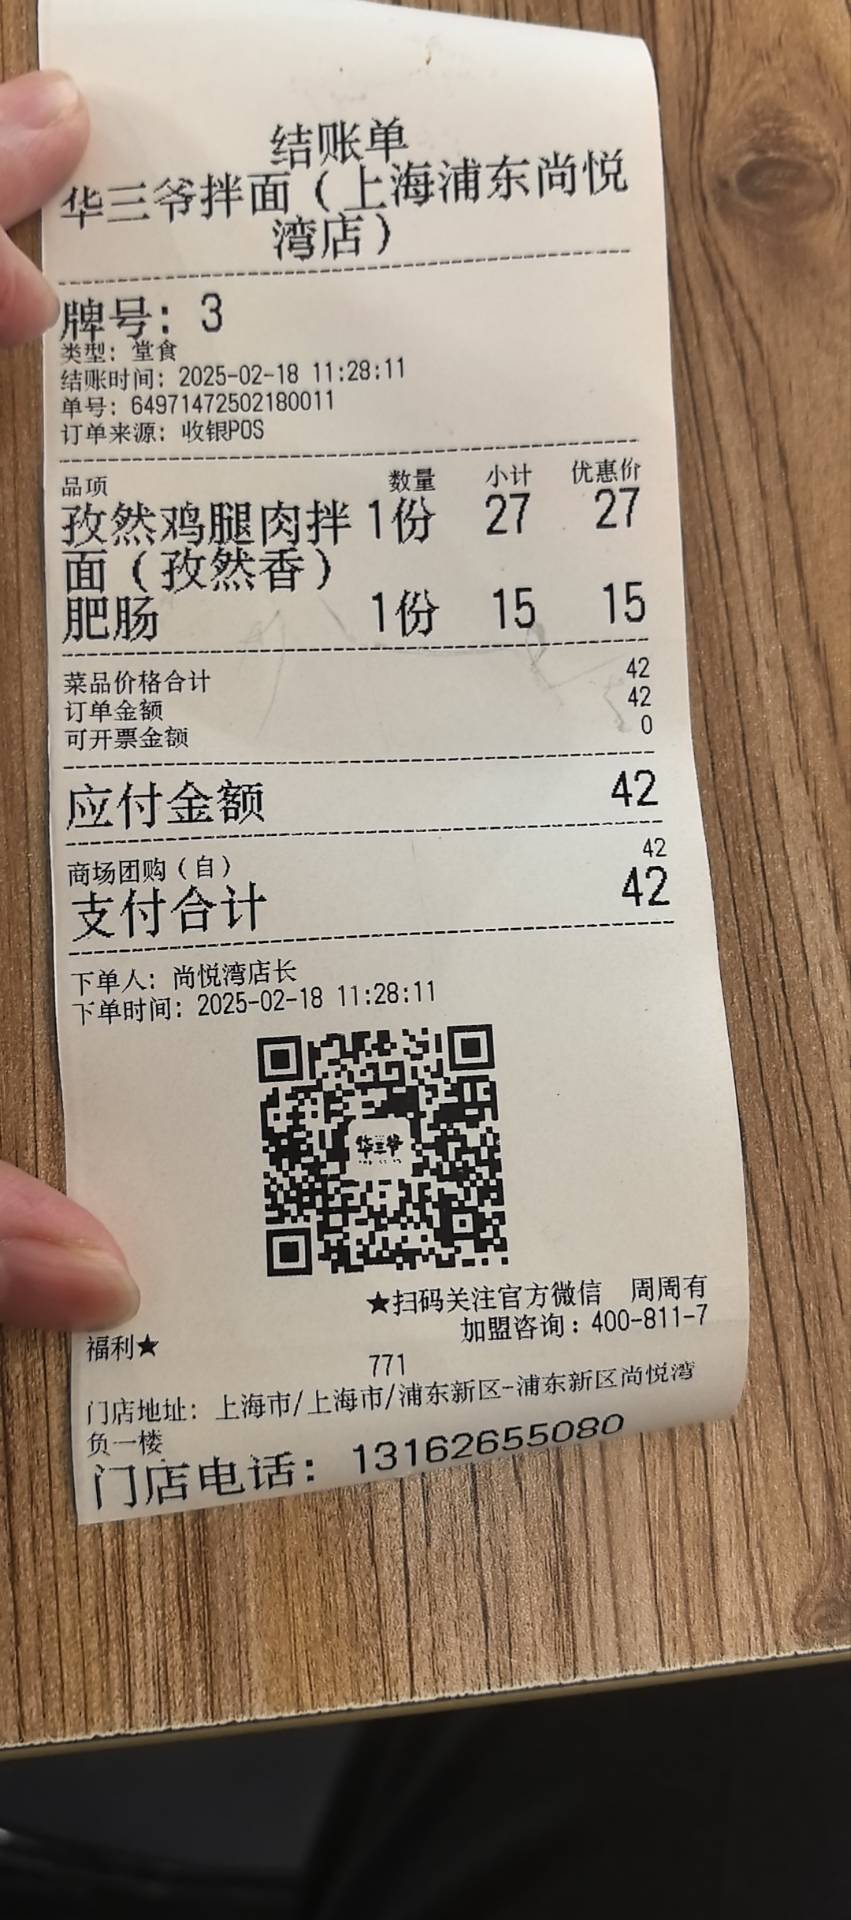 结账单
华三爷拌面（上海浦东尚悦
湾店）
牌号：3
类型：堂食
结账时间：2025-02-18 11:28:11
单号：64971472502180011
订单来源：收银POS
品项 数量 小计 优惠价
孜然鸡腿肉拌 1份 27 27
面（孜然香）
肥肠 1份 15 15
菜品价格合计 42
订单金额 42
可开票金额 0
应付金额 42
商场团购（自） 42
支付合计 42
下单人：尚悦湾店长
下单时间：2025-02-18 11:28:11
华三爷
★扫码关注官方微信 周周有
福利★ 加盟咨询：400-811-7
771
门店地址：上海市/上海市/浦东新区-浦东新区尚悦湾
负一楼
门店电话：13162655080